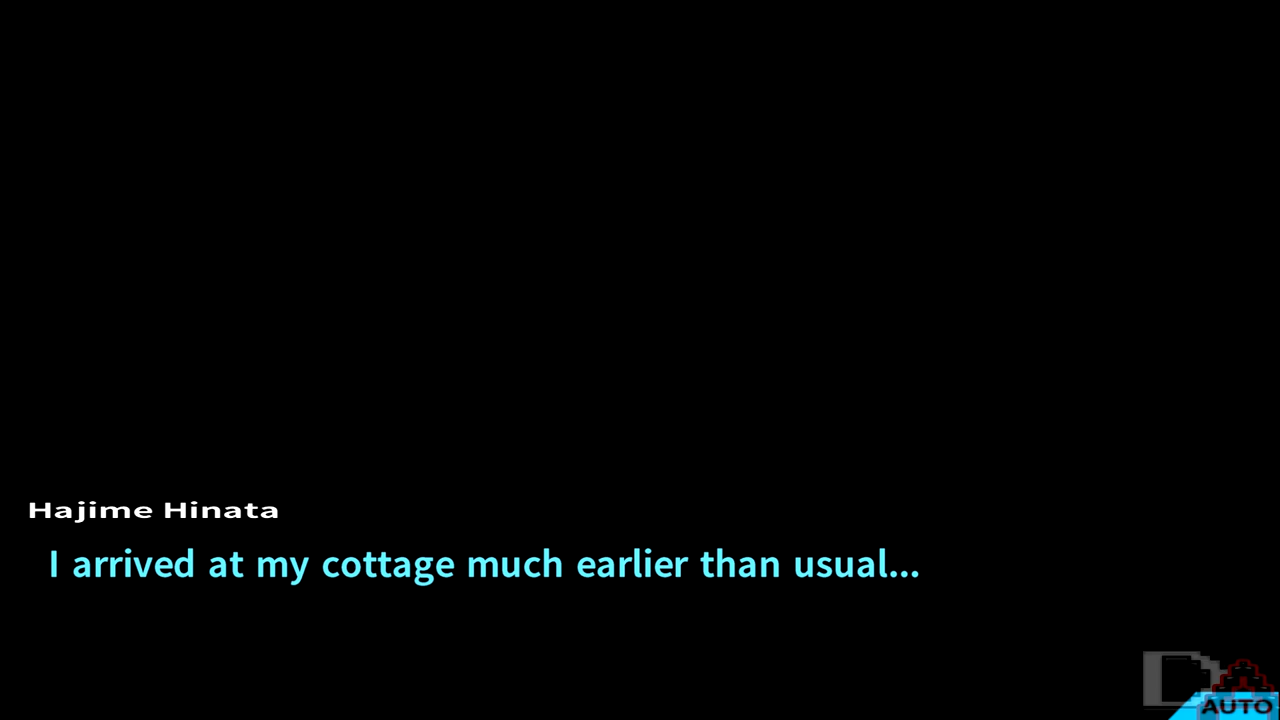 Hajime Hinata
I arrived at my cottage much earlier than usual...
AUTO